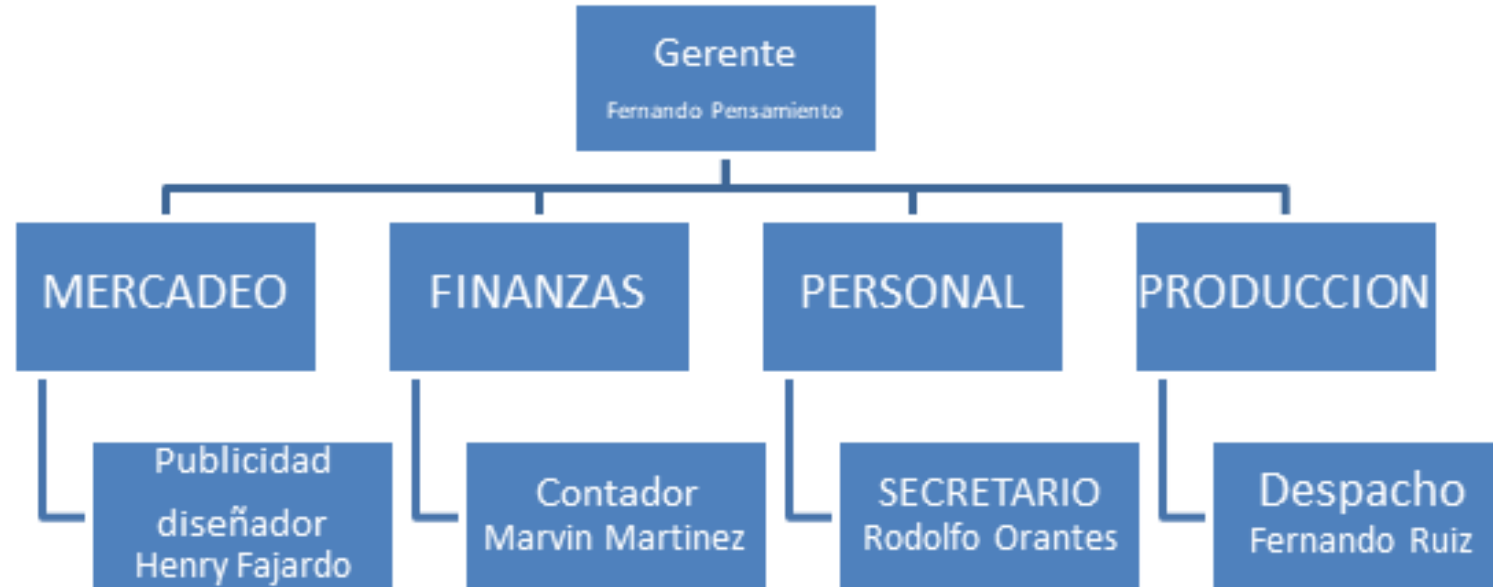 Gerente
Fernando Pensamiento
MERCADEO
FINANZAS
PERSONAL
PRODUCCION
Publicidad
diseñador
Henry Fajardo
Contador
Marvin Martinez
SECRETARIO
Rodolfo Orantes
Despacho
Fernando Ruiz